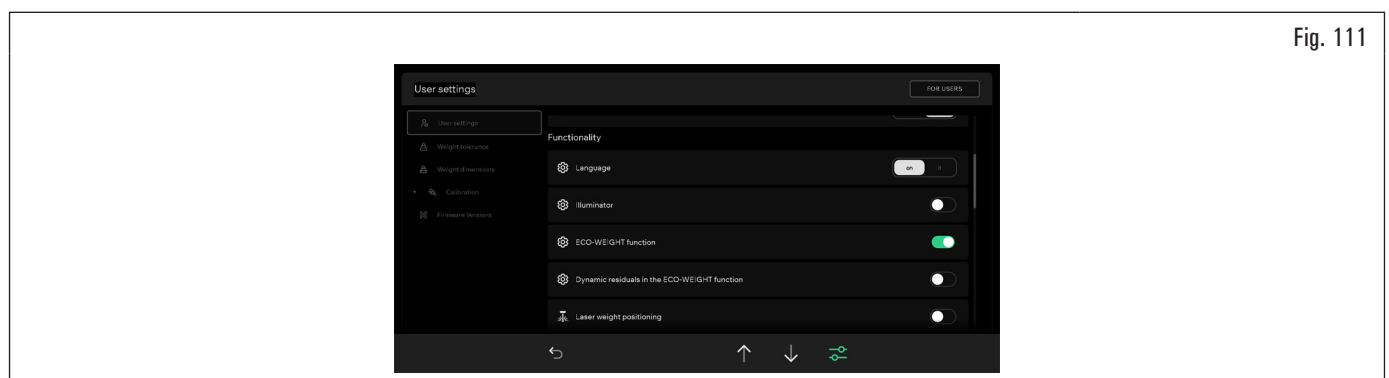 Fig. 111
User settings
FOR USERS
User settings
Weight tolerance
Weight dimensions
Calibration
Firmware Versions
Functionality
Language
en it
Illuminator
ECO-WEIGHT function
Dynamic residuals in the ECO-WEIGHT function
Laser weight positioning